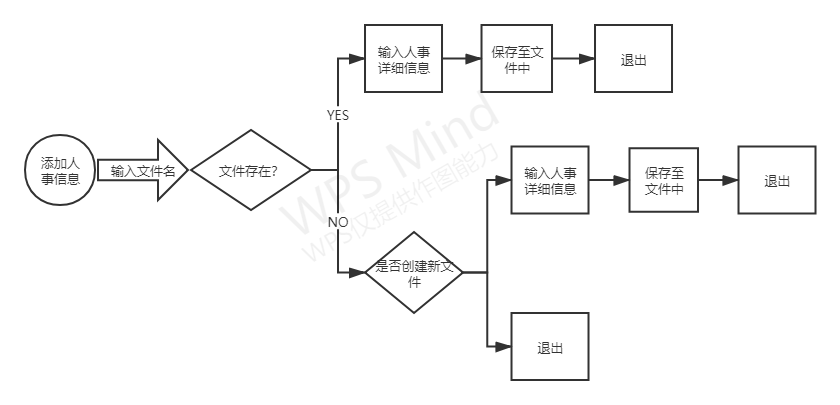 添加人
事信息
输入文件名
文件存在?
YES
输入人事
详细信息
保存至文
件中
退出
NO
是否创建新文
件
输入人事
详细信息
保存至
文件中
退出
退出
WPS Mind
WPS仅提供作图能力